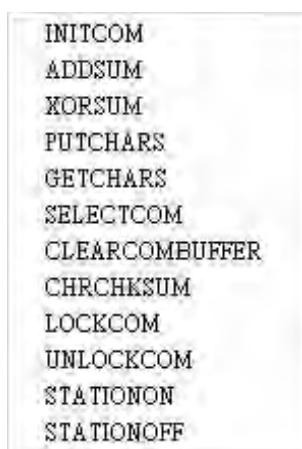 INITCOM
ADDSUM
XORSUM
PUTCHARS
GETCHARS
SELECTCOM
CLEARCOMBUFFER
CHRCHKSUM
LOCKCOM
UNLOCKCOM
STATIONON
STATIONOFF